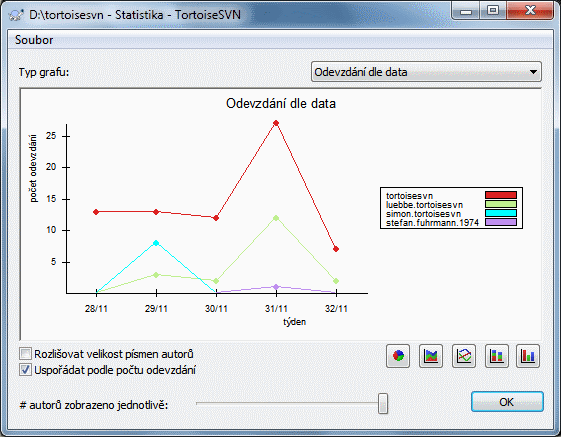 D:\tortoisesvn - Statistika - TortoiseSVN
Soubor
Typ grafu:
Odevzdání dle data
Odevzdání dle data
počet odevzdání
25
20
15
10
5
28/11 29/11 30/11 31/11 32/11
týden
tortoisesvn
luebbe.tortoisesvn
simon.tortoisesvn
stefan.fuhrmann.1974
Rozlišovat velikost písmen autorů
Uspořádat podle počtu odevzdání
# autorů zobrazeno jednotlivě:
OK